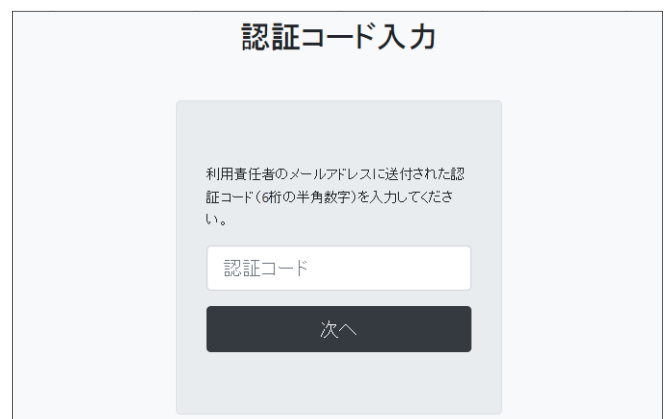 認証コード入力
利用責任者のメールアドレスに送付された認
証コード(6桁の半角数字)を入力してくださ
い。
認証コード
次へ